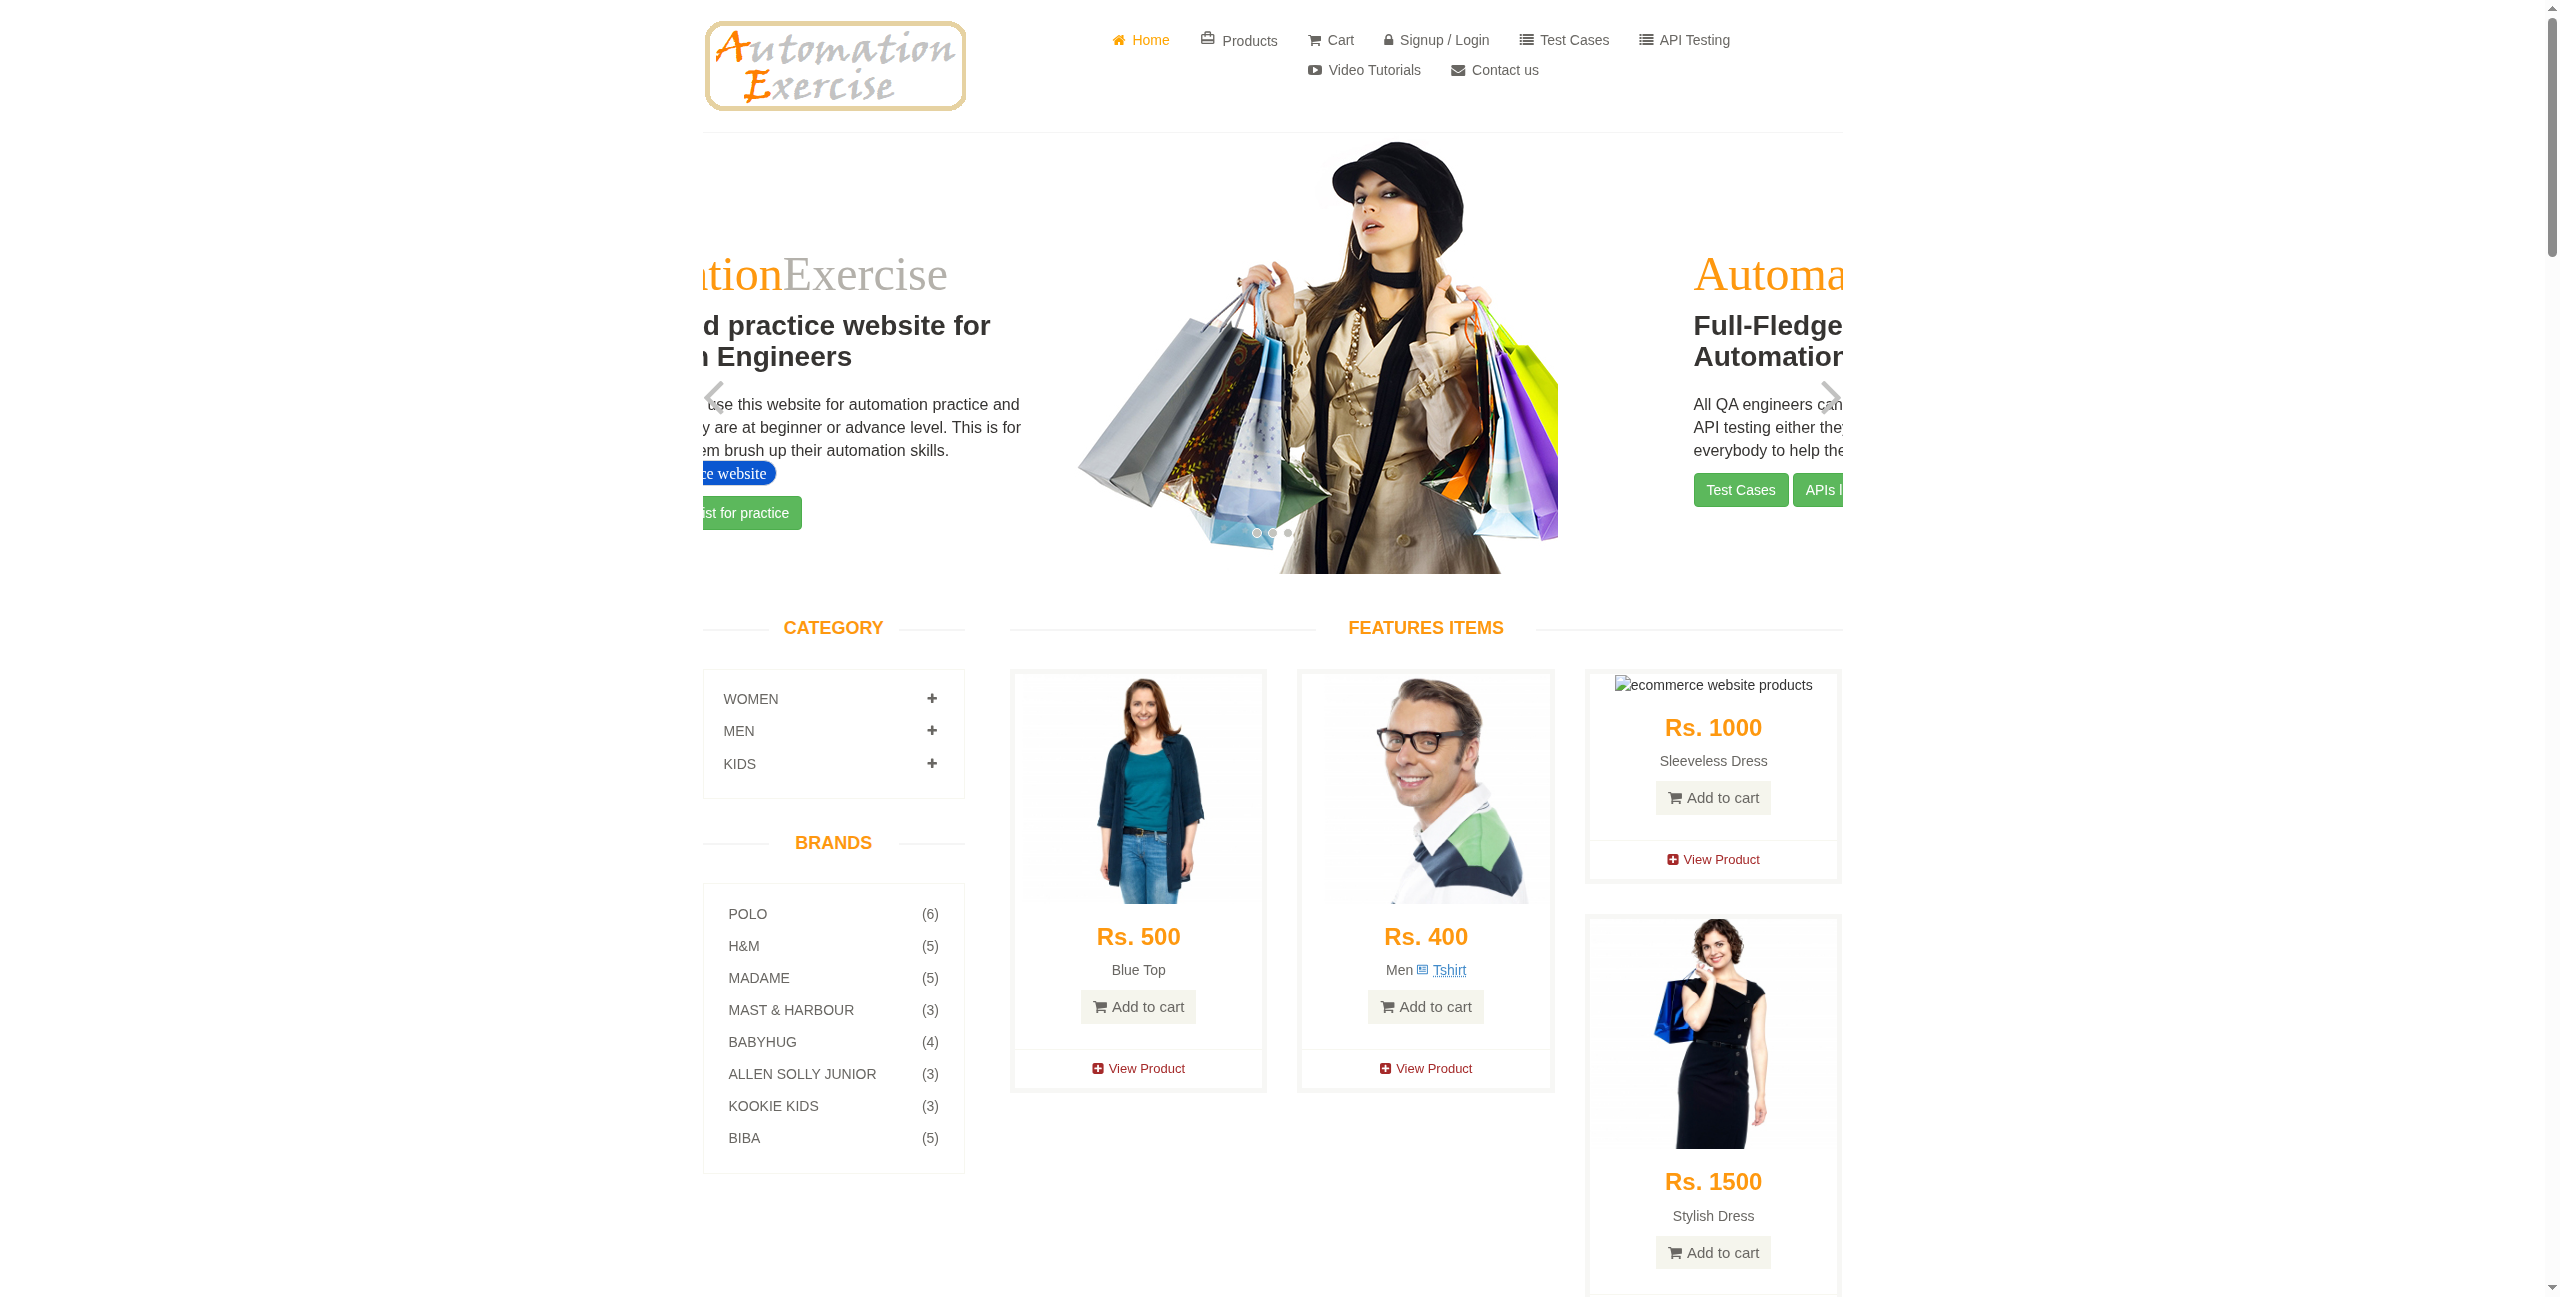 Automation
Exercise
Home
Products
Cart
Signup / Login
Test Cases
API Testing
Video Tutorials
Contact us
tionExercise
d practice website for
Engineers
use this website for automation practice and
y are at beginner or advance level. This is for
em brush up their automation skills.
ce website
ist for practice
Automa
Full-Fledge
Automation
All QA engineers can
API testing either they
everybody to help the
Test Cases
APIs l
CATEGORY
WOMEN
MEN
KIDS
BRANDS
POLO (6)
H&M (5)
MADAME (5)
MAST & HARBOUR (3)
BABYHUG (4)
ALLEN SOLLY JUNIOR (3)
KOOKIE KIDS (3)
BIBA (5)
FEATURES ITEMS
Rs. 500
Blue Top
Add to cart
View Product
Rs. 400
Men Tshirt
Add to cart
View Product
ecommerce website products
Rs. 1000
Sleeveless Dress
Add to cart
View Product
Rs. 1500
Stylish Dress
Add to cart